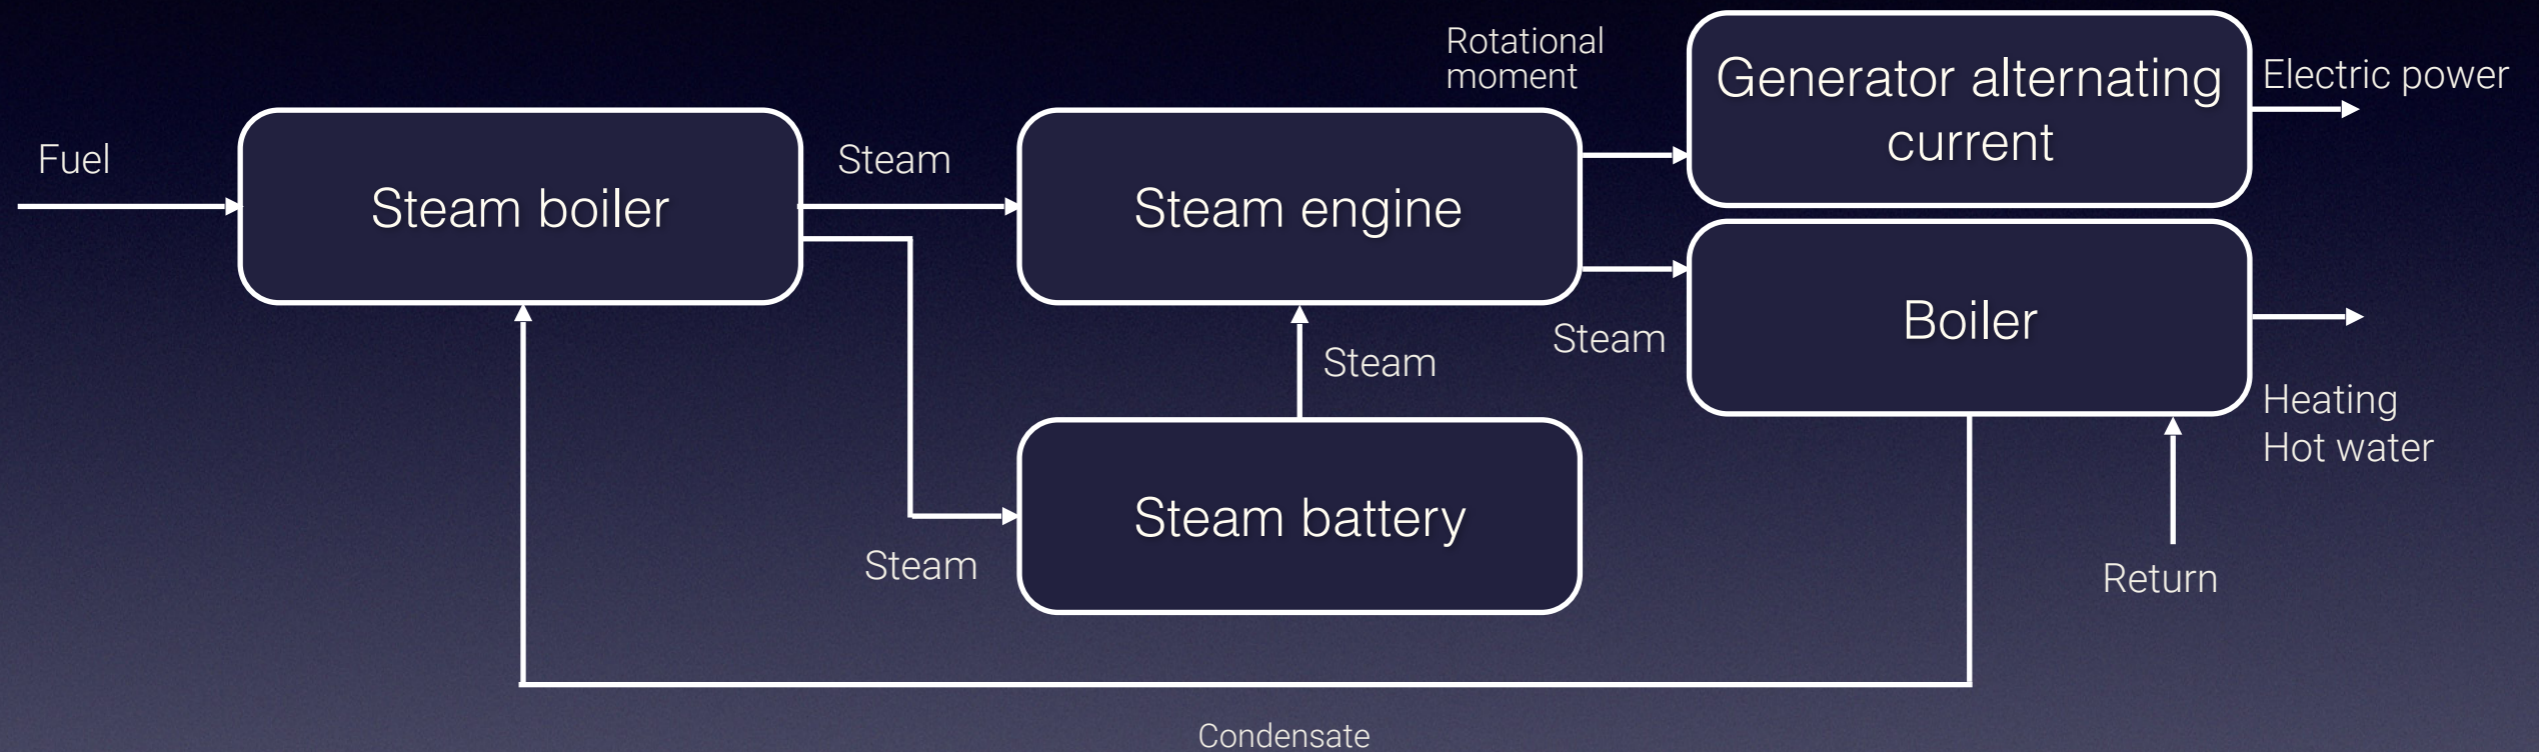 Rotational
moment
Generator alternating
current
Electric power
Fuel
Steam boiler
Steam
Steam engine
Steam
Boiler
Steam
Heating
Hot water
Steam battery
Steam
Return
Condensate